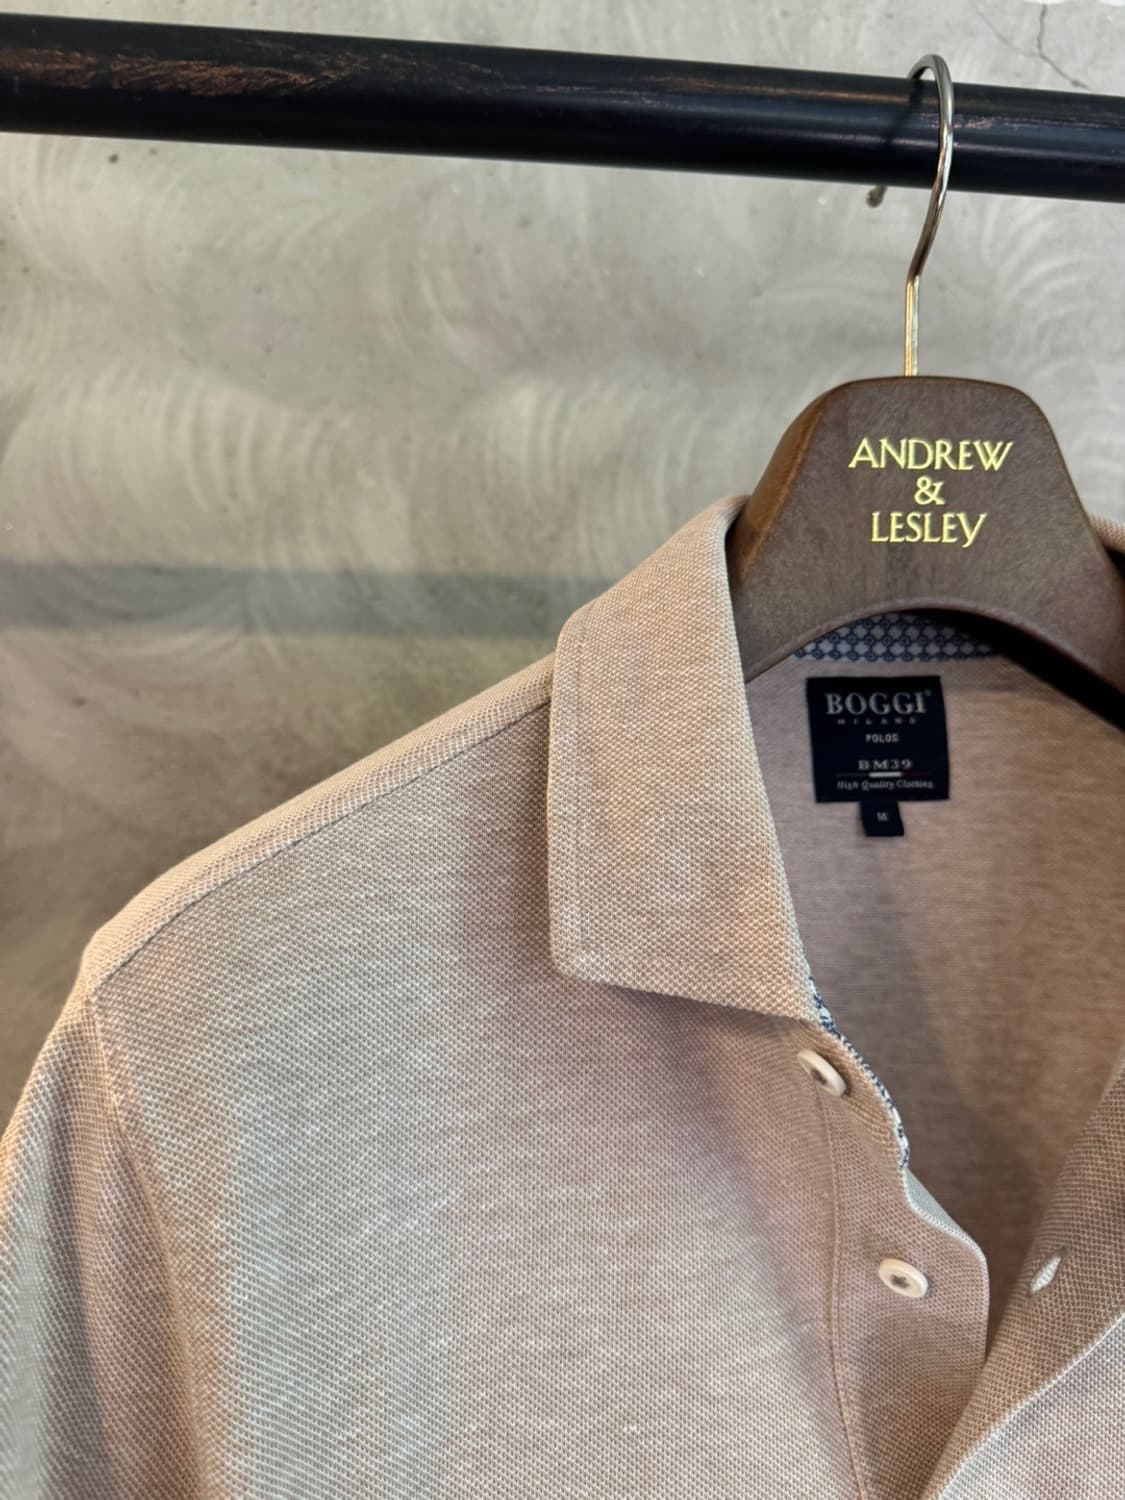 ANDREW
&
LESLEY
BOGGI®
MILANO
POLOS
BM39
High Quality Clothing
M